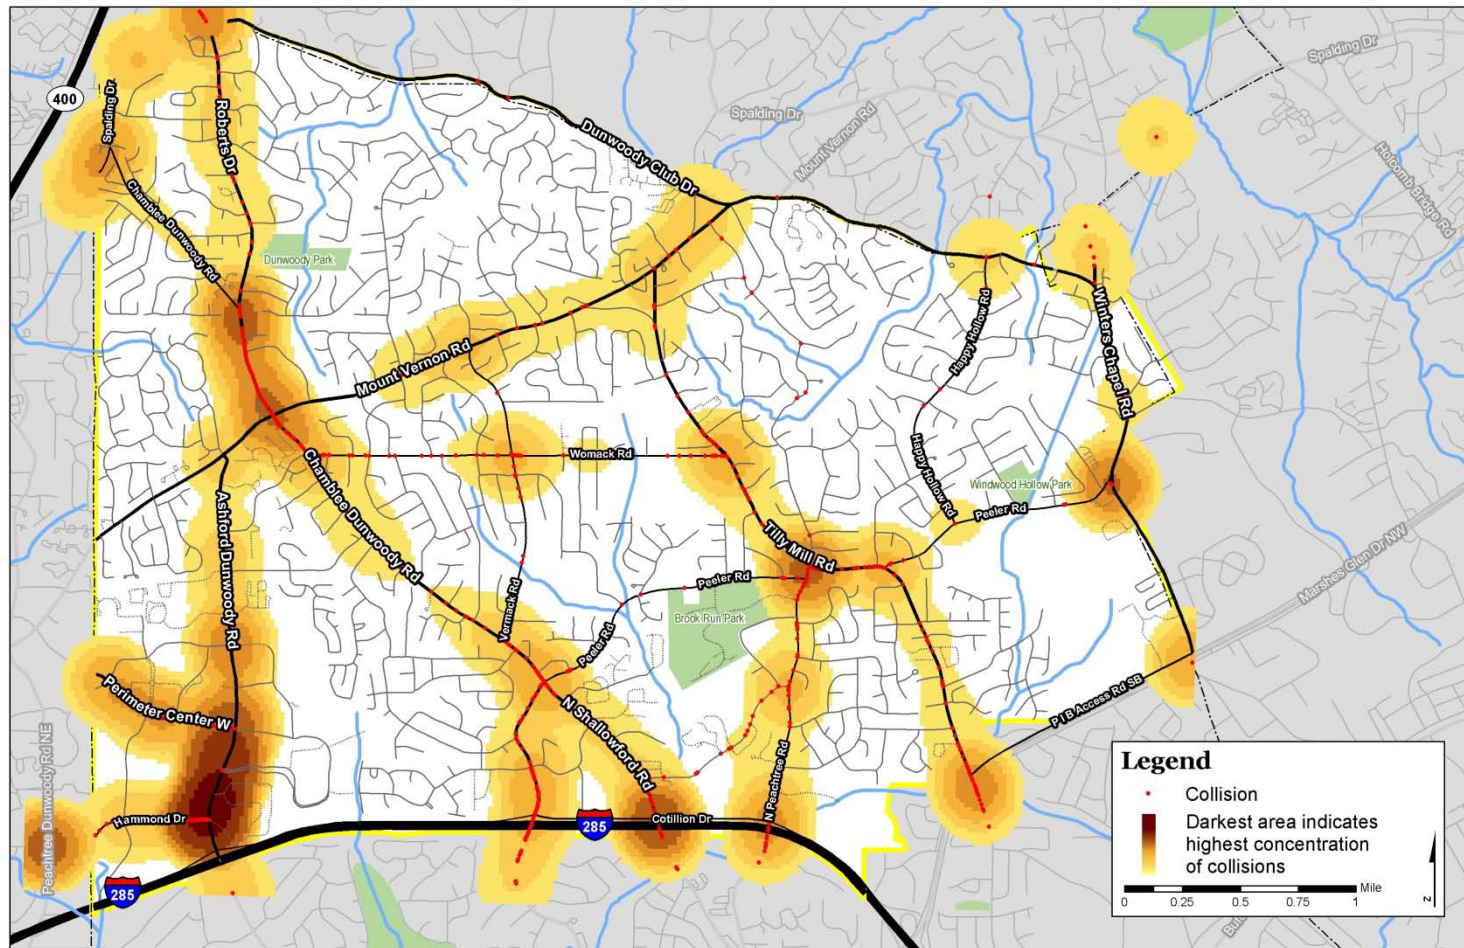 Spalding Dr
400
Spalding Dr
Spalding Dr
Roberts Dr
Dunwoody Club Dr
Mount Vernon Rd
Holcomb Bridge Rd
Chamblee Dunwoody Rd
Dunwoody Park
Happy Hollow Rd
Winters Chapel Rd
Mount Vernon Rd
Womack Rd
Happy Hollow Rd
Windwood Hollow Park
Peeler Rd
Chamblee Dunwoody Rd
Ashford Dunwoody Rd
Tilly Mill Rd
Marshes Glen Dr NW
Vermack Rd
Peeler Rd
Brook Run Park
Peeler Rd
Perimeter Center W
N Shallowford Rd
P I B Access Rd SB
Peachtree Dunwoody Rd NE
N Peachtree Rd
Hammond Dr
285
Cotillion Dr
285
Legend
Collision
Darkest area indicates
highest concentration
of collisions
Mile
0 0.25 0.5 0.75 1
N